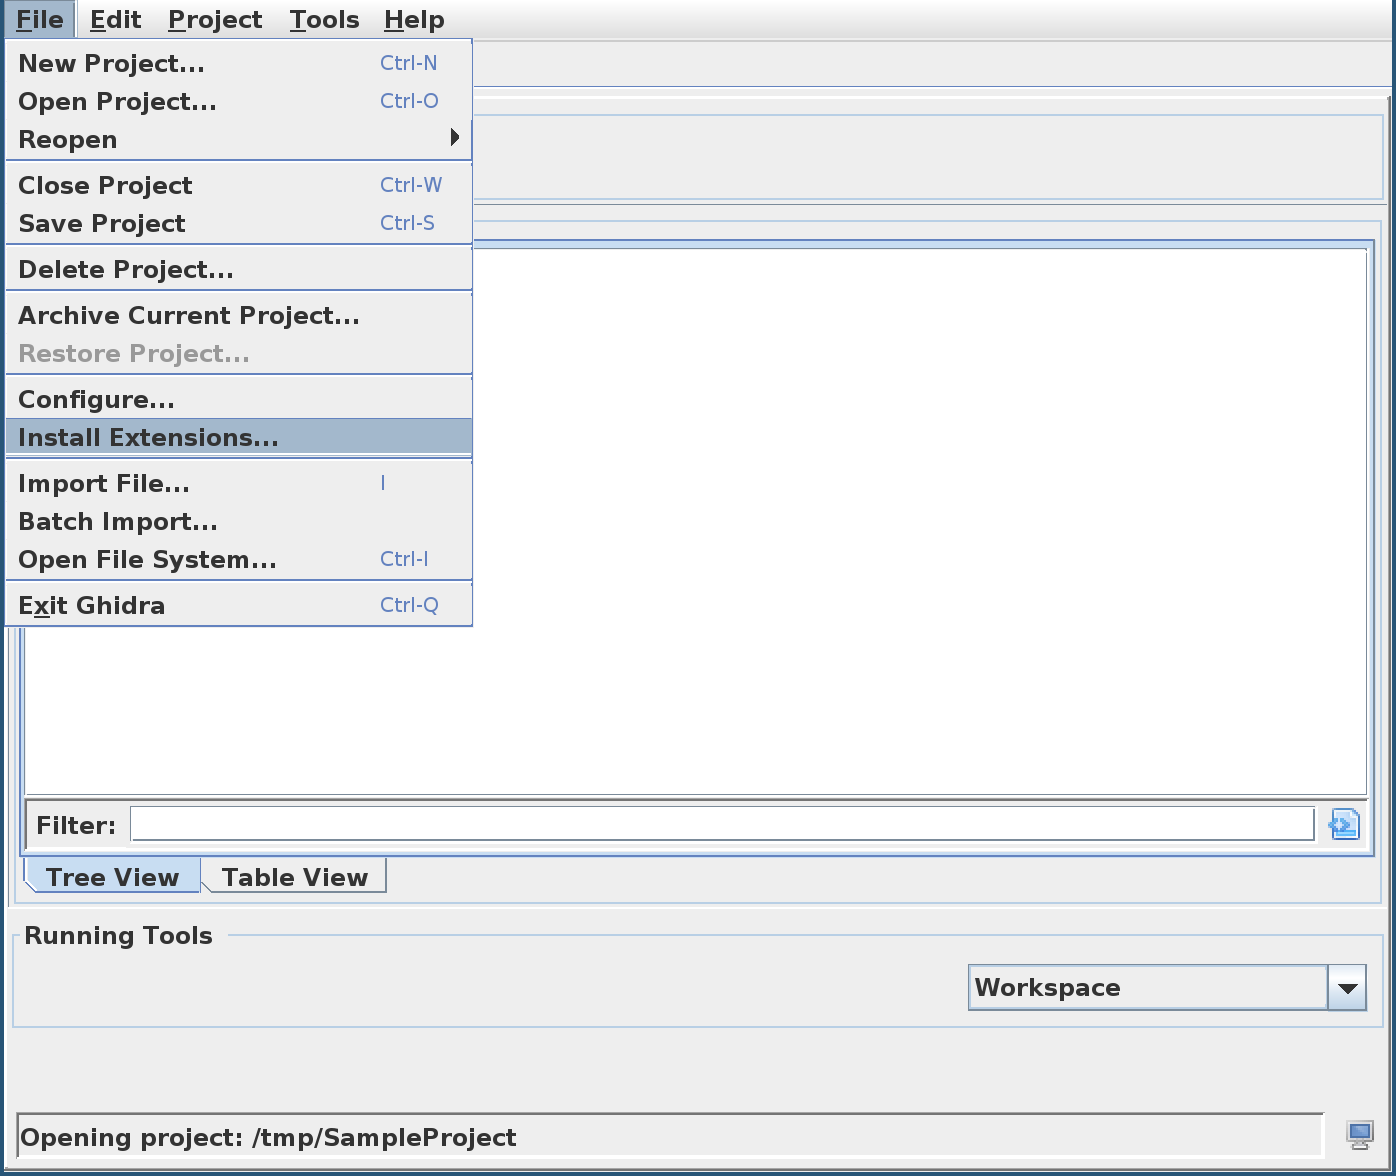 File Edit Project Tools Help
New Project... Ctrl-N
Open Project... Ctrl-O
Reopen
Close Project Ctrl-W
Save Project Ctrl-S
Delete Project...
Archive Current Project...
Restore Project...
Configure...
Install Extensions...
Import File... I
Batch Import...
Open File System... Ctrl-I
Exit Ghidra Ctrl-Q
Filter:
Tree View Table View
Running Tools
Workspace
Opening project: /tmp/SampleProject